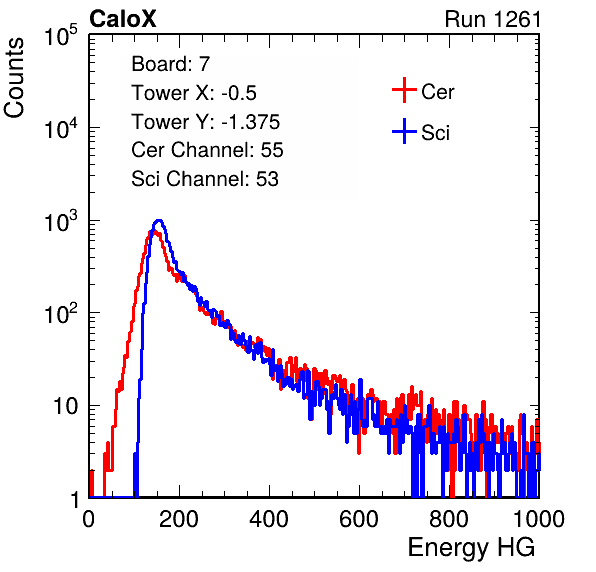 CaloX Run 1261
Counts
Board: 7
Tower X: -0.5
Tower Y: -1.375
Cer Channel: 55
Sci Channel: 53
Cer
Sci
10^5
10^4
10^3
10^2
10
1
0 200 400 600 800 1000
Energy HG